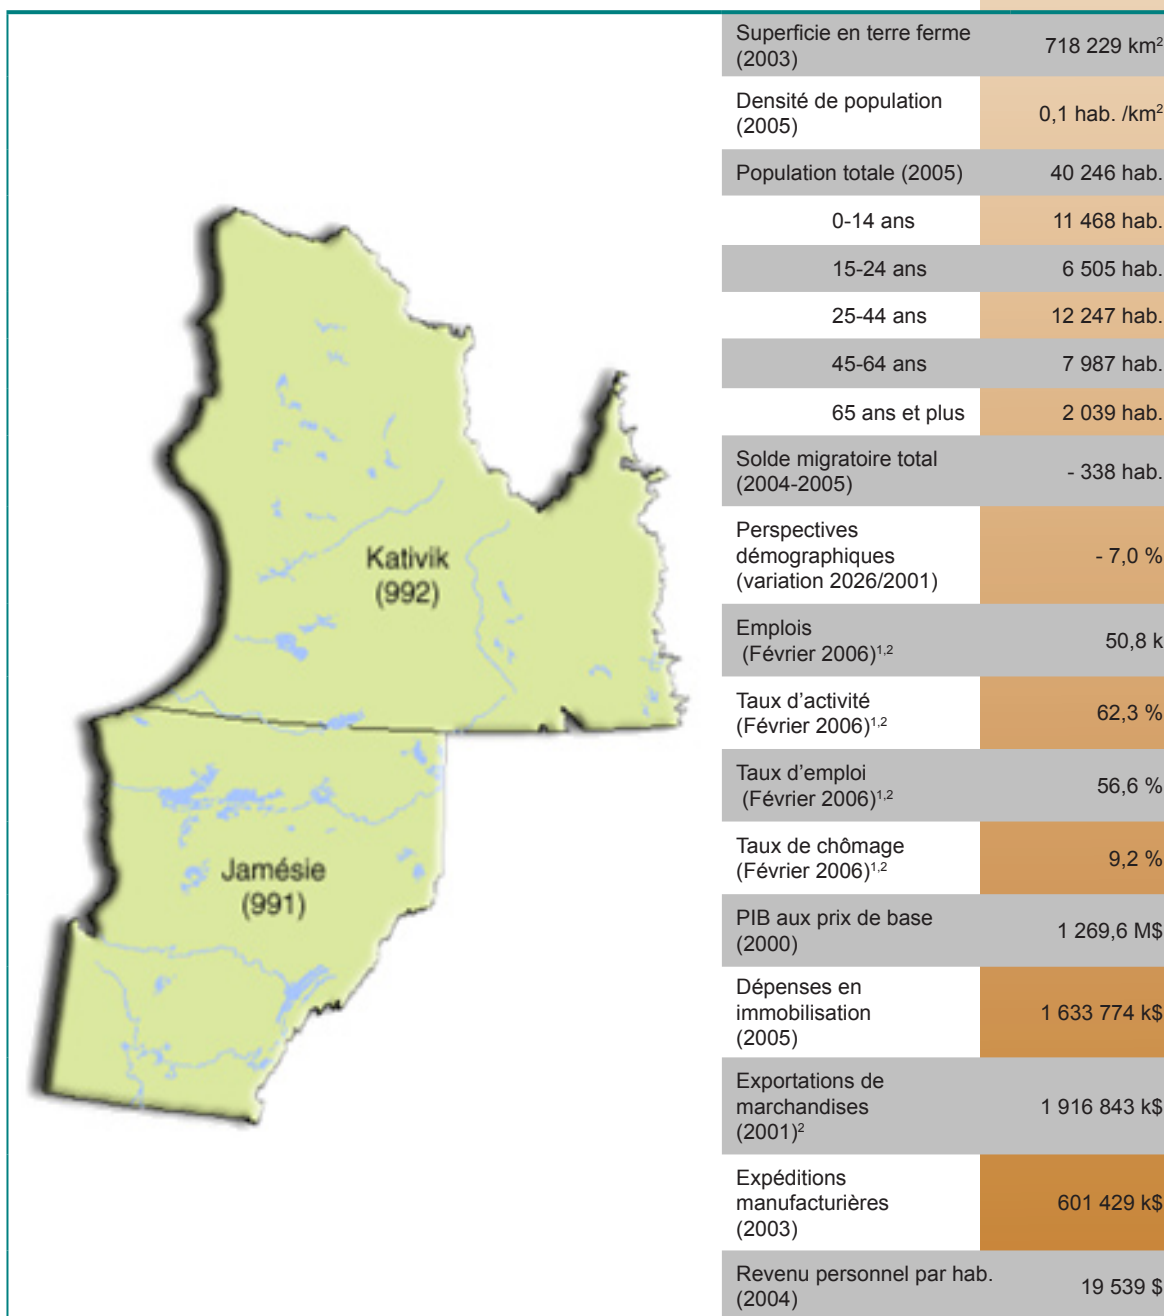 Superficie en terre ferme
(2003)
718 229 km²
Densité de population
(2005)
0,1 hab. /km²
Population totale (2005)
40 246 hab.
0-14 ans
11 468 hab.
15-24 ans
6 505 hab.
25-44 ans
12 247 hab.
45-64 ans
7 987 hab.
65 ans et plus
2 039 hab.
Solde migratoire total
(2004-2005)
- 338 hab.
Perspectives
démographiques
(variation 2026/2001)
- 7,0 %
Emplois
(Février 2006)¹,²
50,8 k
Taux d’activité
(Février 2006)¹,²
62,3 %
Taux d’emploi
(Février 2006)¹,²
56,6 %
Taux de chômage
(Février 2006)¹,²
9,2 %
PIB aux prix de base
(2000)
1 269,6 M$
Dépenses en
immobilisation
(2005)
1 633 774 k$
Exportations de
marchandises
(2001)²
1 916 843 k$
Expéditions
manufacturières
(2003)
601 429 k$
Revenu personnel par hab.
(2004)
19 539 $
Kativik
(992)
Jamésie
(991)